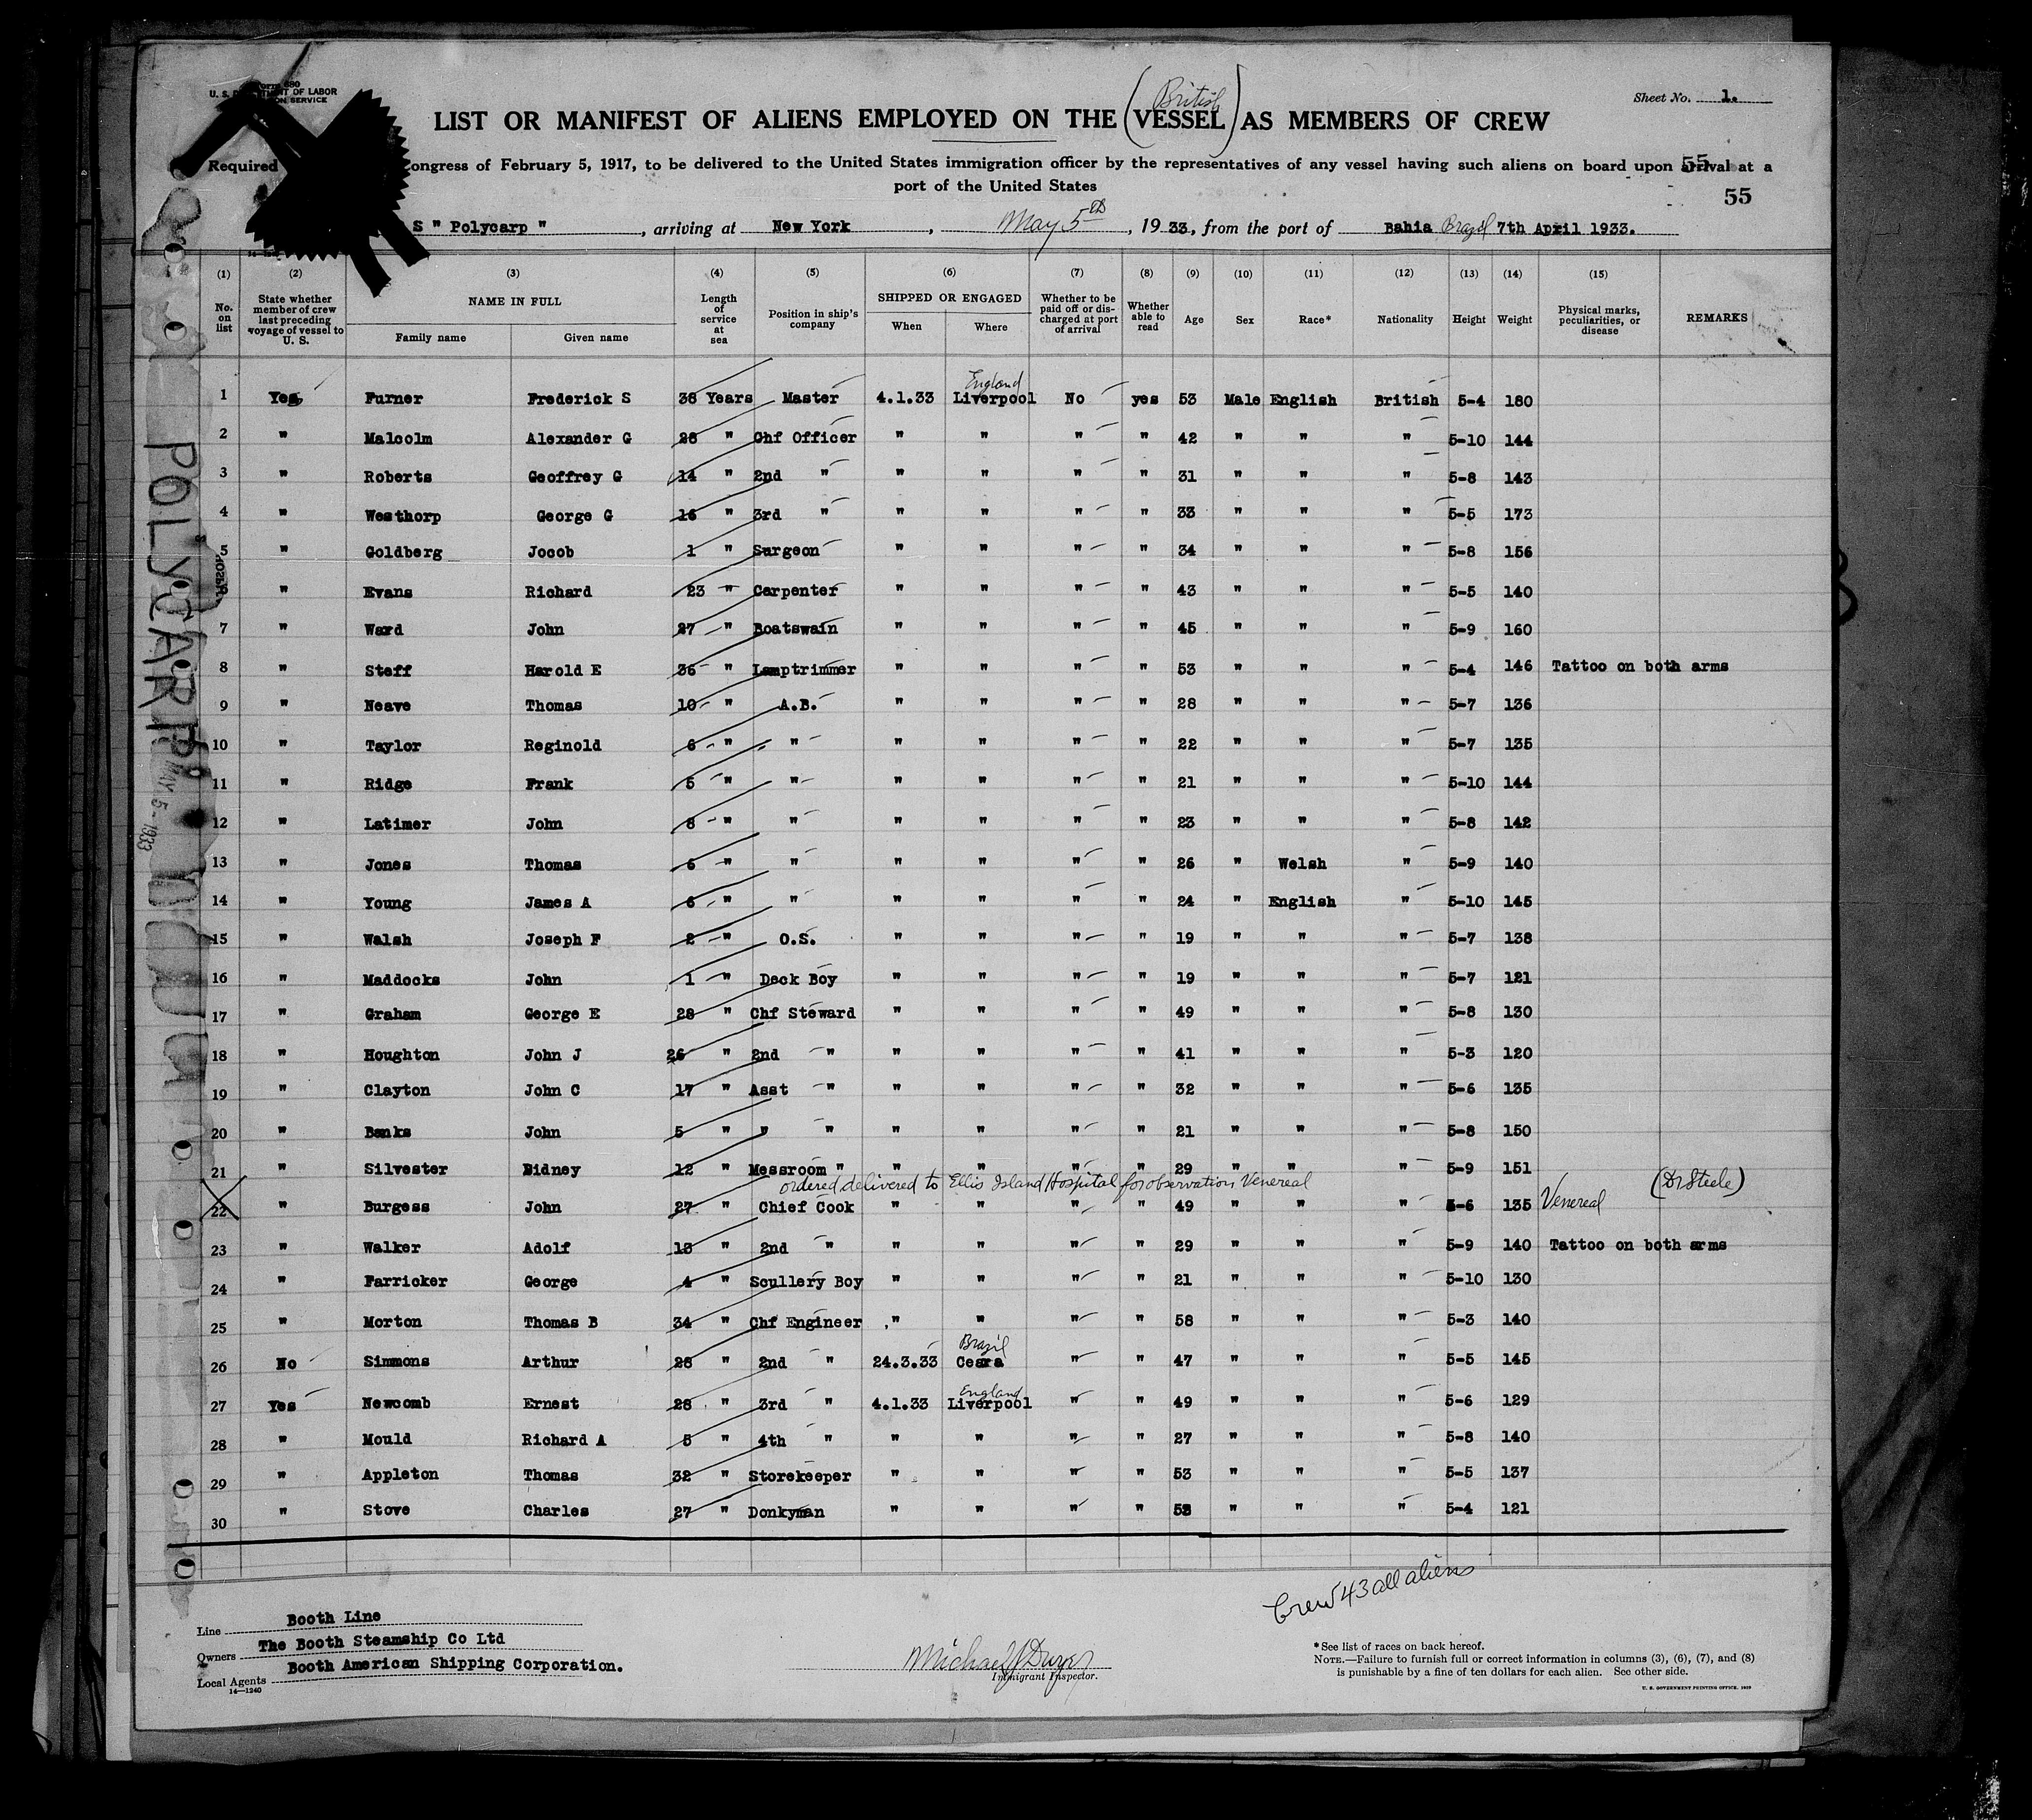 Form 680
U. S. DEPARTMENT OF LABOR
ION SERVICE
Sheet No. 1.
British
LIST OR MANIFEST OF ALIENS EMPLOYED ON THE (VESSEL) AS MEMBERS OF CREW
Required ongress of February 5, 1917, to be delivered to the United States immigration officer by the representatives of any vessel having such aliens on board upon arrival at a
port of the United States
55
55
S " Polycarp " , arriving at New York , May 5th , 19 33, from the port of Bahia Brazil 7th April 1933.
(1) (2) (3) (4) (5) (6) (7) (8) (9) (10) (11) (12) (13) (14) (15)
No. on list State whether member of crew last preceding voyage of vessel to U. S. NAME IN FULL Family name Given name Length of service at sea Position in ship's company SHIPPED OR ENGAGED When Where Whether to be paid off or discharged at port of arrival Whether able to read Age Sex Race* Nationality Height Weight Physical marks, peculiarities, or disease REMARKS
England
1 Yes Furner Frederick S 38 Years Master 4.1.33 Liverpool No yes 53 Male English British 5-4 180
2 " Malcolm Alexander G 28 " Chf Officer " " " " 42 " " " 5-10 144
3 " Roberts Geoffrey G 14 " 2nd " " " " " 31 " " " 5-8 143
4 " Westhorp George G 16 " 3rd " " " " " 33 " " " 5-5 173
5 " Goldberg Jocob 1 " Surgeon " " " " 34 " " " 5-8 156
6 " Evans Richard 23 " Carpenter " " " " 43 " " " 5-5 140
7 " Ward John 27 " Boatswain " " " " 45 " " " 5-9 160
8 " Steff Harold E 36 " Lamptrimmer " " " " 53 " " " 5-4 146 Tattoo on both arms
9 " Neave Thomas 10 " A.B. " " " " 28 " " " 5-7 136
10 " Taylor Reginold 6 " " " " " " 22 " " " 5-7 135
11 " Ridge Frank 5 " " " " " " 21 " " " 5-10 144
12 " Latimer John 8 " " " " " " 23 " " " 5-8 142
13 " Jones Thomas 6 " " " " " " 26 " Welsh " 5-9 140
14 " Young James A 6 " " " " " " 24 " English " 5-10 145
15 " Walsh Joseph F 2 " O.S. " " " " 19 " " " 5-7 138
16 " Maddocks John 1 " Deck Boy " " " " 19 " " " 5-7 121
17 " Graham George E 28 " Chf Steward " " " " 49 " " " 5-8 130
18 " Houghton John J 26 " 2nd " " " " " 41 " " " 5-3 120
19 " Clayton John C 17 " Asst " " " " " 32 " " " 5-6 135
20 " Banks John 5 " " " " " " " 21 " " " 5-8 150
21 " Silvester Sidney 12 " Messroom " " " " " 29 " " " 5-9 151
ordered delivered to Ellis Island Hospital for observation Venereal (Dr Steele)
22 " Burgess John 27 " Chief Cook " " " " 49 " " " 5-6 135 Venereal
23 " Walker Adolf 13 " 2nd " " " " " 29 " " " 5-9 140 Tattoo on both arms
24 " Farricker George 4 " Scullery Boy " " " " 21 " " " 5-10 130
25 " Morton Thomas B 34 " Chf Engineer " " " " 58 " " " 5-3 140
Brazil
26 No Simmons Arthur 28 " 2nd " 24.3.33 Ceara " " 47 " " " 5-5 145
England
27 Yes Newcomb Ernest 28 " 3rd " 4.1.33 Liverpool " " 49 " " " 5-6 129
28 " Mould Richard A 5 " 4th " " " " " 27 " " " 5-8 140
29 " Appleton Thomas 32 " Storekeeper " " " " 53 " " " 5-5 137
30 " Stove Charles 27 " Donkyman " " " " 52 " " " 5-4 121
POLYCARP
MAY 5 - 1933
Crew 43 all aliens
Line Booth Line
Owners The Booth Steamship Co Ltd
Local Agents Booth American Shipping Corporation.
14—1240
Michael J Dwyer
Immigrant Inspector.
*See list of races on back hereof.
NOTE.—Failure to furnish full or correct information in columns (3), (6), (7), and (8)
is punishable by a fine of ten dollars for each alien. See other side.
U. S. GOVERNMENT PRINTING OFFICE: 1929